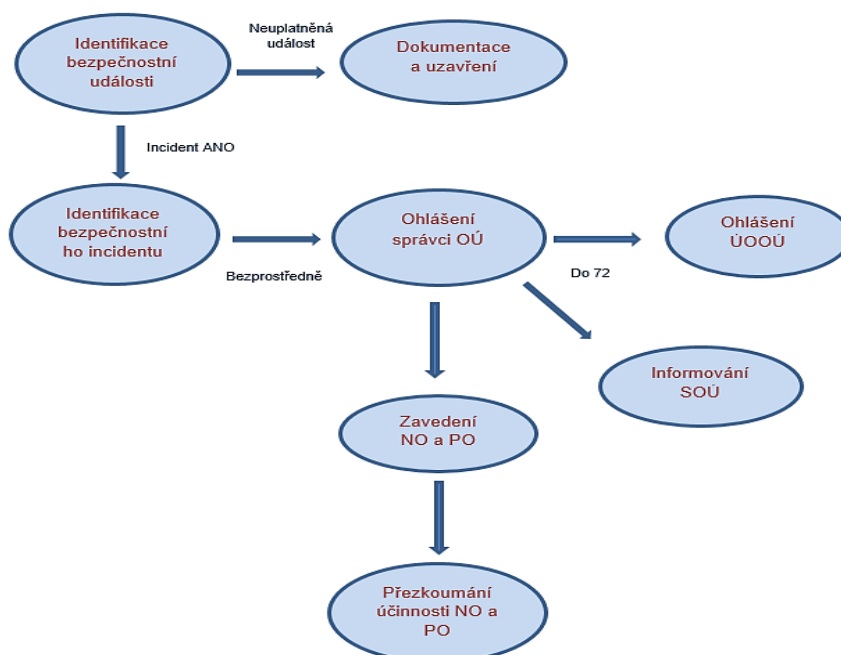 Identifikace
bezpečnostní
události
Neuplatněná
událost
Dokumentace
a uzavření
Incident ANO
Identifikace
bezpečnostní
ho incidentu
Bezprostředně
Ohlášení
správci OÚ
Do 72
Ohlášení
ÚOOÚ
Informování
SOÚ
Zavedení
NO a PO
Přezkoumání
účinnosti NO a
PO